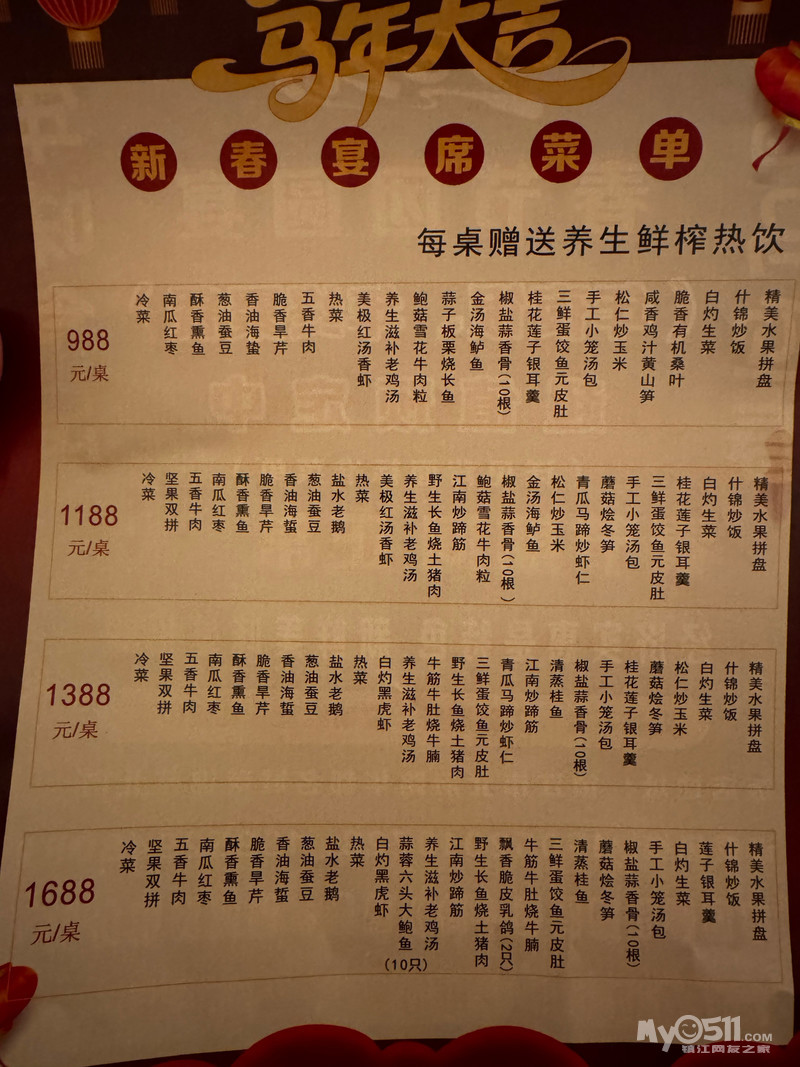 马年大吉
新春宴席菜单
每桌赠送养生鲜榨热饮
988
元/桌
冷菜
南瓜红枣
酥香熏鱼
葱油蚕豆
香油海蛰
脆香旱芹
五香牛肉
热菜
美极红汤香虾
养生滋补老鸡汤
鲍菇雪花牛肉粒
蒜子板栗烧长鱼
金汤海鲈鱼
椒盐蒜香骨(10根)
桂花莲子银耳羹
三鲜蛋饺鱼元皮肚
手工小笼汤包
松仁炒玉米
咸香鸡汁黄山笋
脆香有机桑叶
白灼生菜
什锦炒饭
精美水果拼盘
1188
元/桌
冷菜
坚果双拼
五香牛肉
南瓜红枣
酥香熏鱼
脆香旱芹
香油海蜇
葱油蚕豆
盐水老鹅
热菜
美极红汤香虾
养生滋补老鸡汤
野生长鱼烧土猪肉
江南炒蹄筋
鲍菇雪花牛肉粒
椒盐蒜香骨(10根)
金汤海鲈鱼
松仁炒玉米
青瓜马蹄炒虾仁
蘑菇烩冬笋
手工小笼汤包
三鲜蛋饺鱼元皮肚
桂花莲子银耳羹
白灼生菜
什锦炒饭
精美水果拼盘
1388
元/桌
冷菜
坚果双拼
五香牛肉
南瓜红枣
酥香熏鱼
脆香旱芹
香油海蜇
葱油蚕豆
盐水老鹅
热菜
白灼黑虎虾
养生滋补老鸡汤
牛筋牛肚烧牛腩
野生长鱼烧土猪肉
三鲜蛋饺鱼元皮肚
青瓜马蹄炒虾仁
江南炒蹄筋
清蒸桂鱼
椒盐蒜香骨(10根)
手工小笼汤包
桂花莲子银耳羹
蘑菇烩冬笋
松仁炒玉米
白灼生菜
什锦炒饭
精美水果拼盘
1688
元/桌
冷菜
坚果双拼
五香牛肉
南瓜红枣
酥香熏鱼
脆香旱芹
香油海蜇
葱油蚕豆
盐水老鹅
热菜
白灼黑虎虾
蒜蓉六头大鲍鱼(10只)
养生滋补老鸡汤
江南炒蹄筋
野生长鱼烧土猪肉
飘香脆皮乳鸽(2只)
牛筋牛肚烧牛腩
三鲜蛋饺鱼元皮肚
清蒸桂鱼
蘑菇烩冬笋
椒盐蒜香骨(10根)
手工小笼汤包
白灼生菜
莲子银耳羹
什锦炒饭
精美水果拼盘
My0511.COM
镇江网友之家